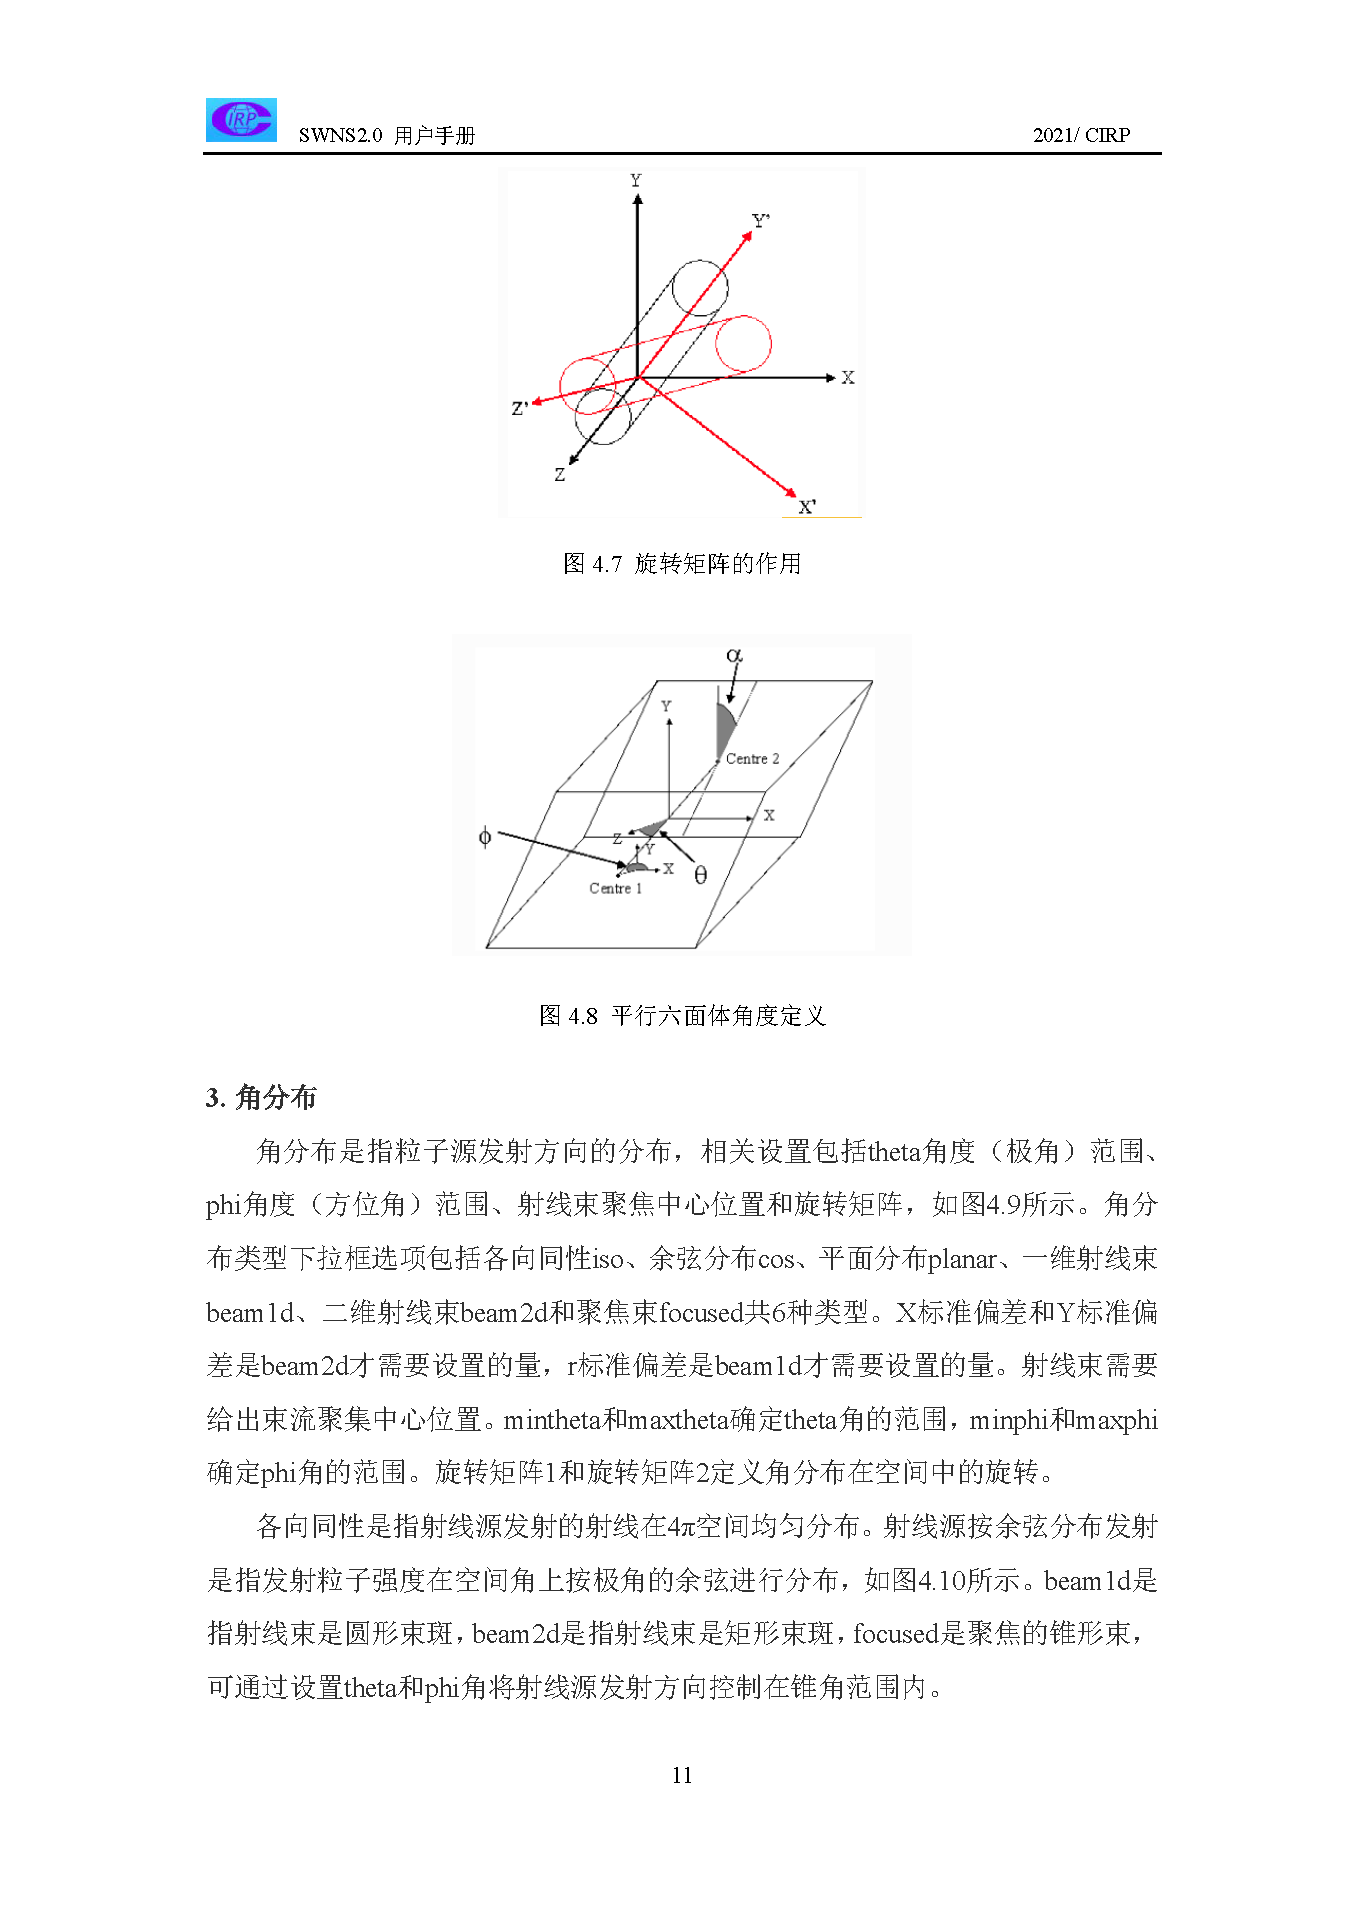 CIRP
SWNS2.0 用户手册
2021/ CIRP
Y
Y'
X
Z'
Z
X'
图 4.7 旋转矩阵的作用
α
Y
Centre 2
X
ϕ
Z
Y
X
θ
Centre 1
图 4.8 平行六面体角度定义
3. 角分布
角分布是指粒子源发射方向的分布，相关设置包括theta角度（极角）范围、
phi角度（方位角）范围、射线束聚焦中心位置和旋转矩阵，如图4.9所示。角分
布类型下拉框选项包括各向同性iso、余弦分布cos、平面分布planar、一维射线束
beam1d、二维射线束beam2d和聚焦束focused共6种类型。X标准偏差和Y标准偏
差是beam2d才需要设置的量，r标准偏差是beam1d才需要设置的量。射线束需要
给出束流聚集中心位置。mintheta和maxtheta确定theta角的范围，minphi和maxphi
确定phi角的范围。旋转矩阵1和旋转矩阵2定义角分布在空间中的旋转。
各向同性是指射线源发射的射线在4π空间均匀分布。射线源按余弦分布发射
是指发射粒子强度在空间角上按极角的余弦进行分布，如图4.10所示。beam1d是
指射线束是圆形束斑，beam2d是指射线束是矩形束斑，focused是聚焦的锥形束，
可通过设置theta和phi角将射线源发射方向控制在锥角范围内。
11